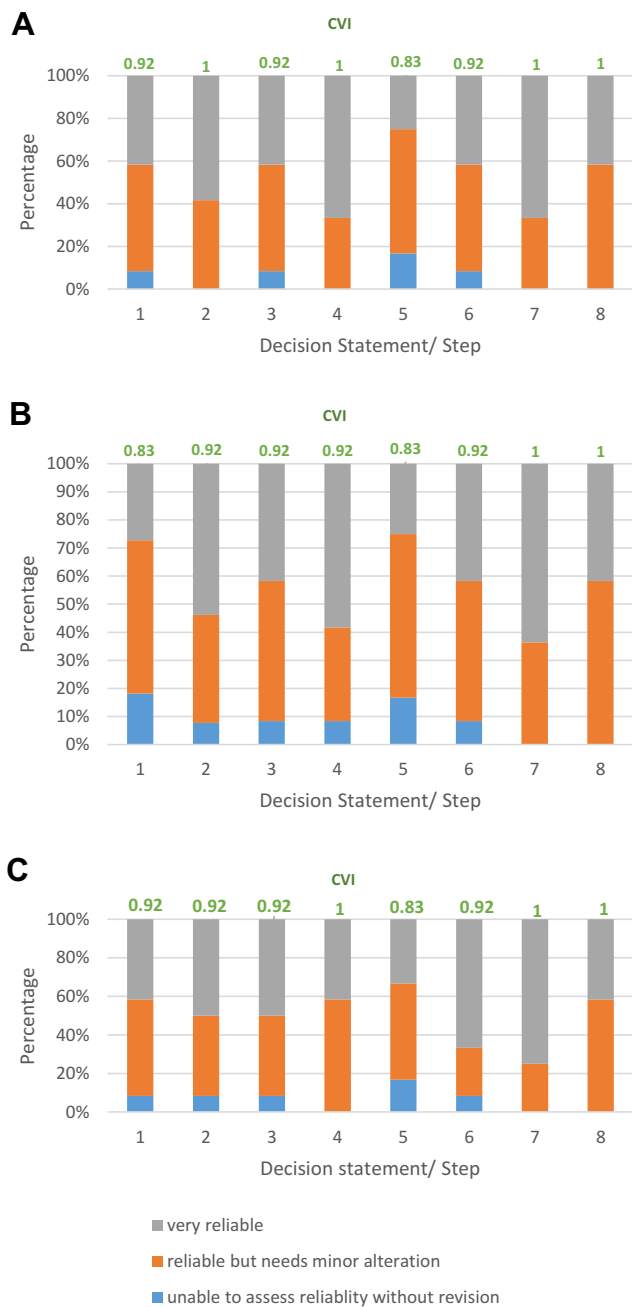 A
CVI
0.92 1 0.92 1 0.83 0.92 1 1
100%
80%
60%
40%
20%
0%
Percentage
1 2 3 4 5 6 7 8
Decision Statement/ Step
B
CVI
0.83 0.92 0.92 0.92 0.83 0.92 1 1
100%
90%
80%
70%
60%
50%
40%
30%
20%
10%
0%
Percentage
1 2 3 4 5 6 7 8
Decision Statement/ Step
C
CVI
0.92 0.92 0.92 1 0.83 0.92 1 1
100%
80%
60%
40%
20%
0%
Percentage
1 2 3 4 5 6 7 8
Decision statement/ Step
very reliable
reliable but needs minor alteration
unable to assess reliablity without revision